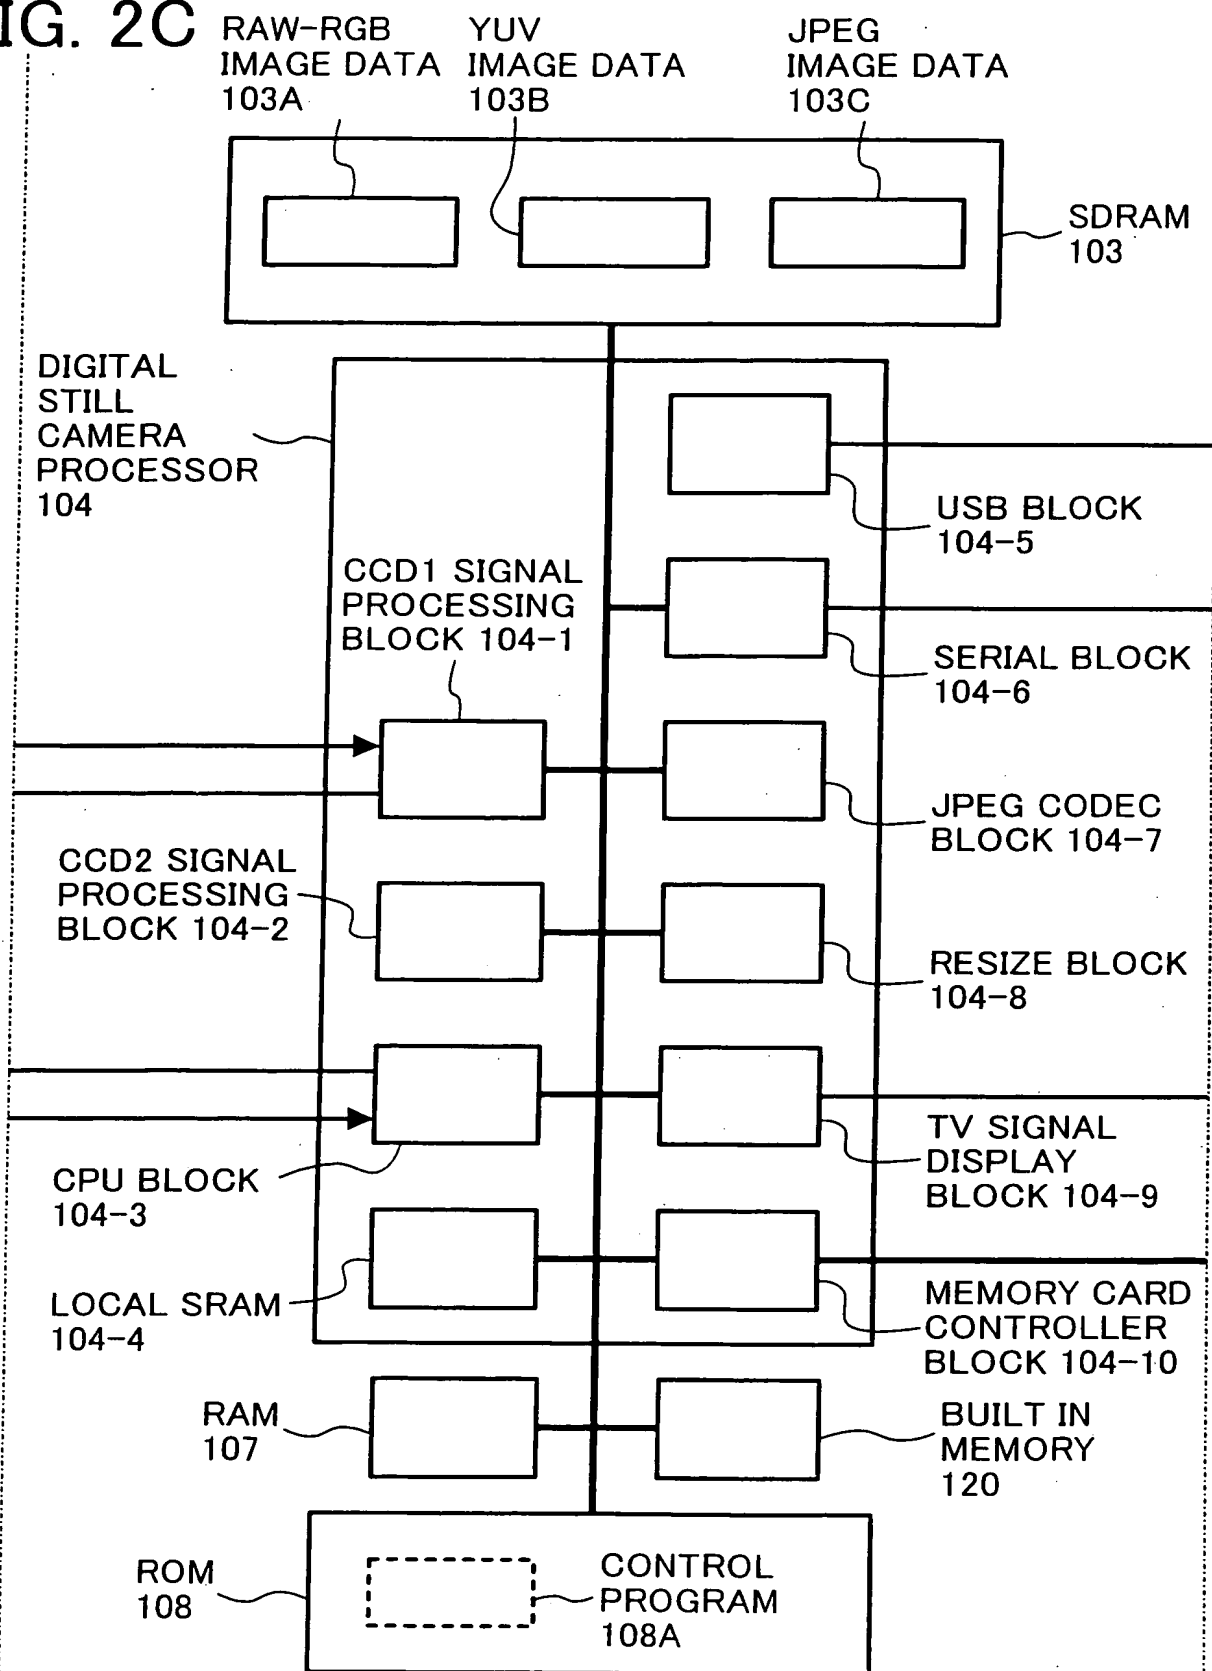 IG. 2C
RAW-RGB
IMAGE DATA
103A
YUV
IMAGE DATA
103B
JPEG
IMAGE DATA
103C
SDRAM
103
DIGITAL
STILL
CAMERA
PROCESSOR
104
USB BLOCK
104-5
CCD1 SIGNAL
PROCESSING
BLOCK 104-1
SERIAL BLOCK
104-6
JPEG CODEC
BLOCK 104-7
CCD2 SIGNAL
PROCESSING
BLOCK 104-2
RESIZE BLOCK
104-8
CPU BLOCK
104-3
TV SIGNAL
DISPLAY
BLOCK 104-9
LOCAL SRAM
104-4
MEMORY CARD
CONTROLLER
BLOCK 104-10
RAM
107
BUILT IN
MEMORY
120
ROM
108
CONTROL
PROGRAM
108A